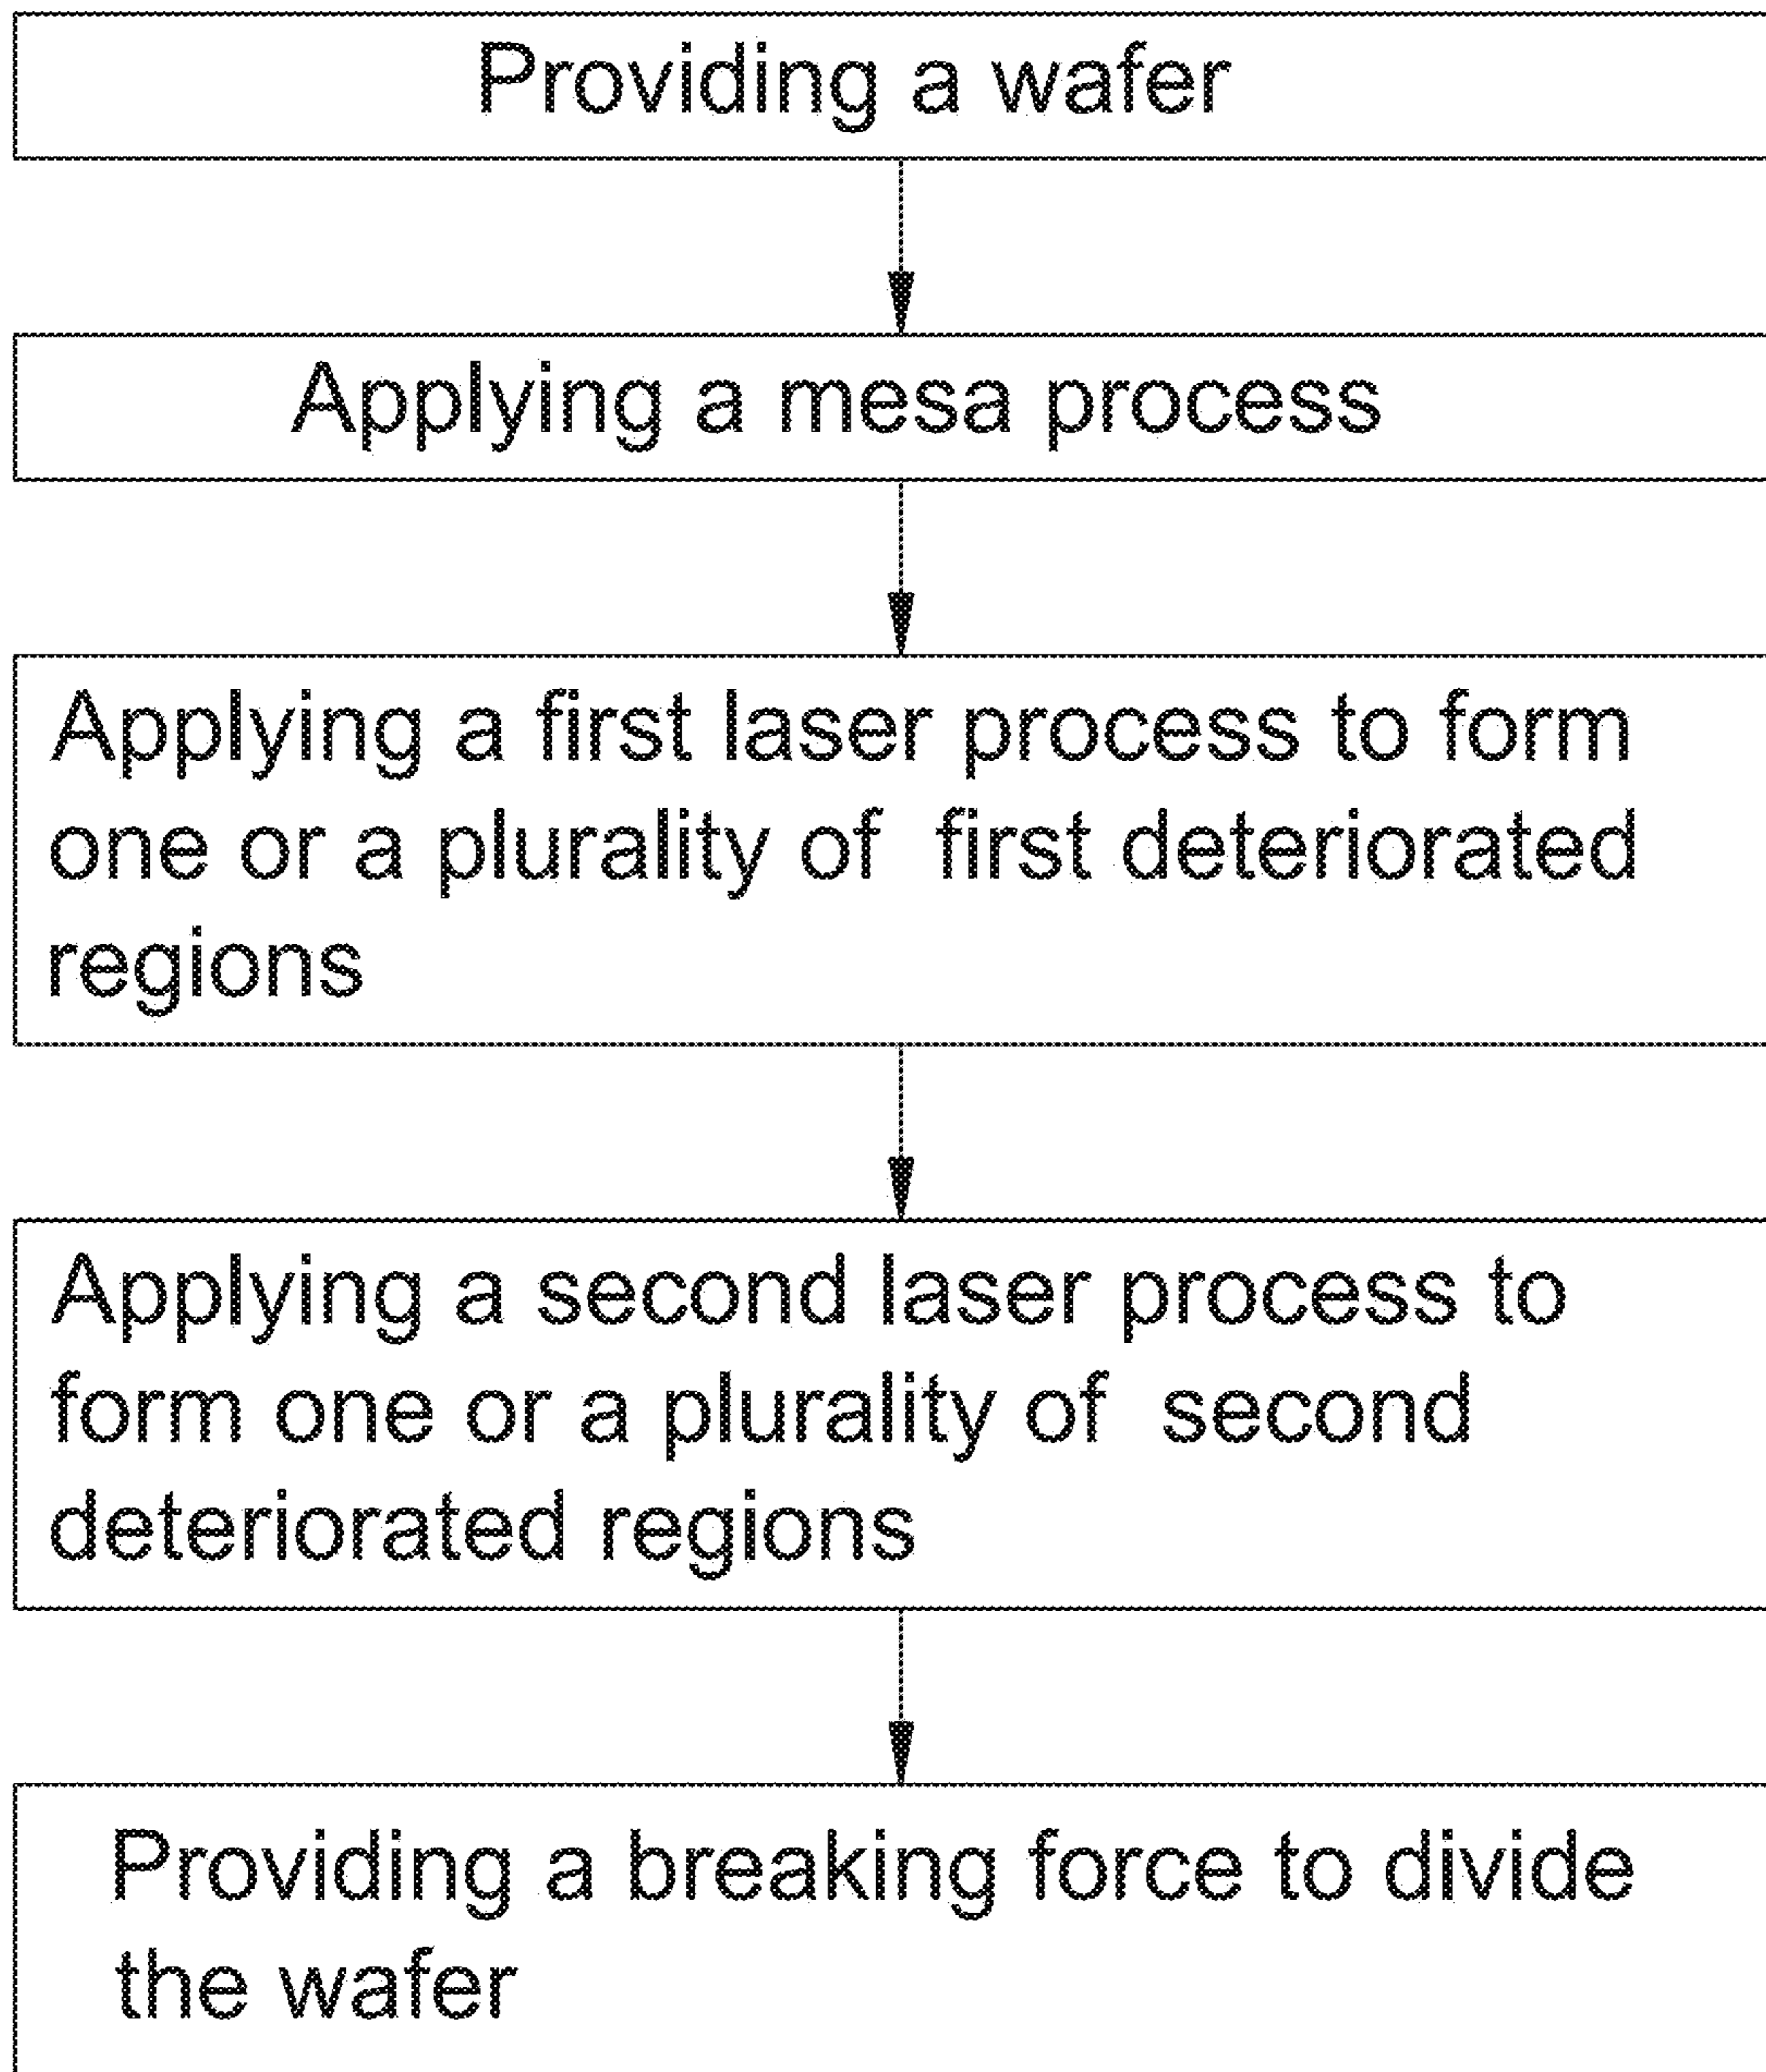 Providing a wafer
Applying a mesa process
Applying a first laser process to form
one or a plurality of first deteriorated
regions
Applying a second laser process to
form one or a plurality of second
deteriorated regions
Providing a breaking force to divide
the wafer